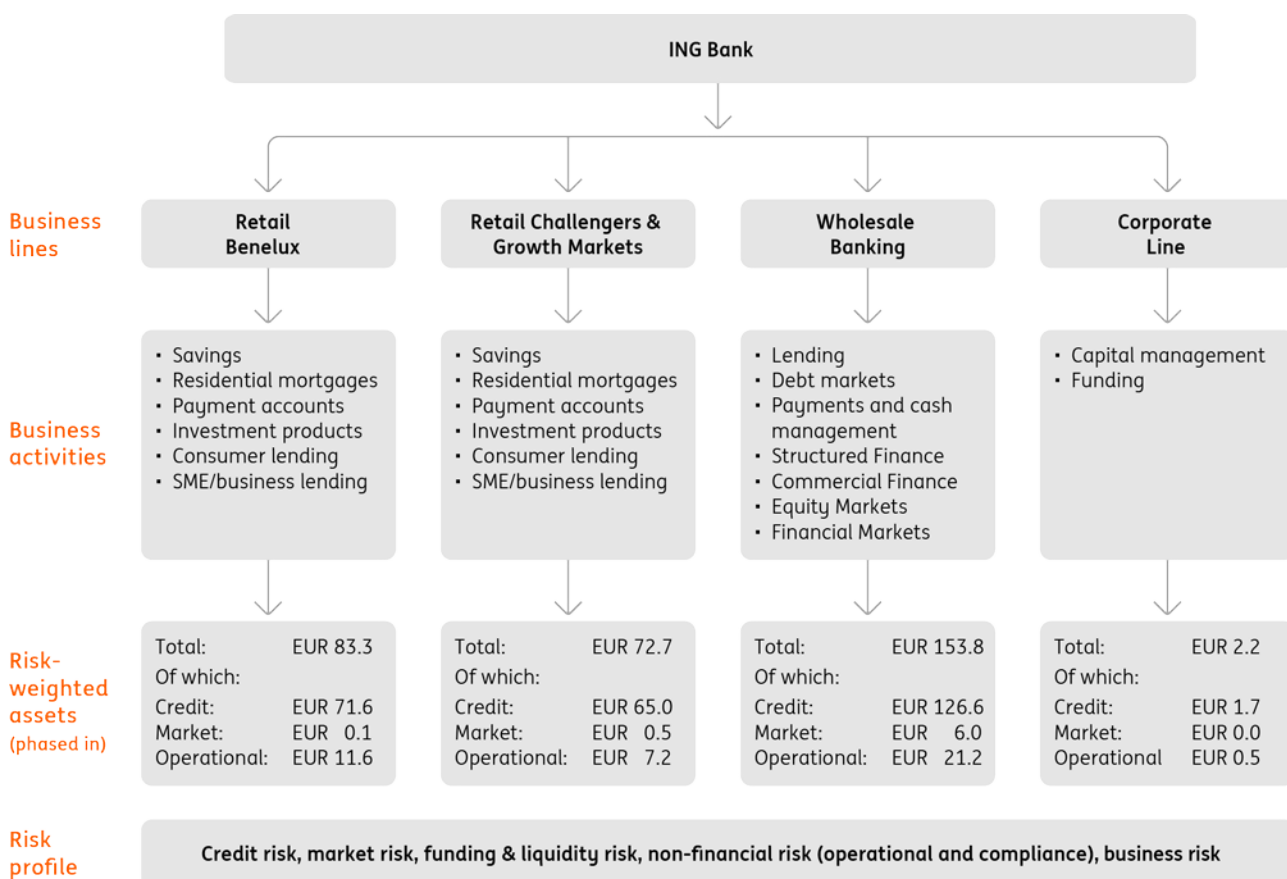 ING Bank
Business
lines
Retail
Benelux
Retail Challengers &
Growth Markets
Wholesale
Banking
Corporate
Line
Business
activities
▪ Savings
▪ Residential mortgages
▪ Payment accounts
▪ Investment products
▪ Consumer lending
▪ SME/business lending
▪ Savings
▪ Residential mortgages
▪ Payment accounts
▪ Investment products
▪ Consumer lending
▪ SME/business lending
▪ Lending
▪ Debt markets
▪ Payments and cash
management
▪ Structured Finance
▪ Commercial Finance
▪ Equity Markets
▪ Financial Markets
▪ Capital management
▪ Funding
Risk-
weighted
assets
(phased in)
Total: EUR 83.3
Of which:
Credit: EUR 71.6
Market: EUR 0.1
Operational: EUR 11.6
Total: EUR 72.7
Of which:
Credit: EUR 65.0
Market: EUR 0.5
Operational: EUR 7.2
Total: EUR 153.8
Of which:
Credit: EUR 126.6
Market: EUR 6.0
Operational: EUR 21.2
Total: EUR 2.2
Of which:
Credit: EUR 1.7
Market: EUR 0.0
Operational EUR 0.5
Risk
profile
Credit risk, market risk, funding & liquidity risk, non-financial risk (operational and compliance), business risk